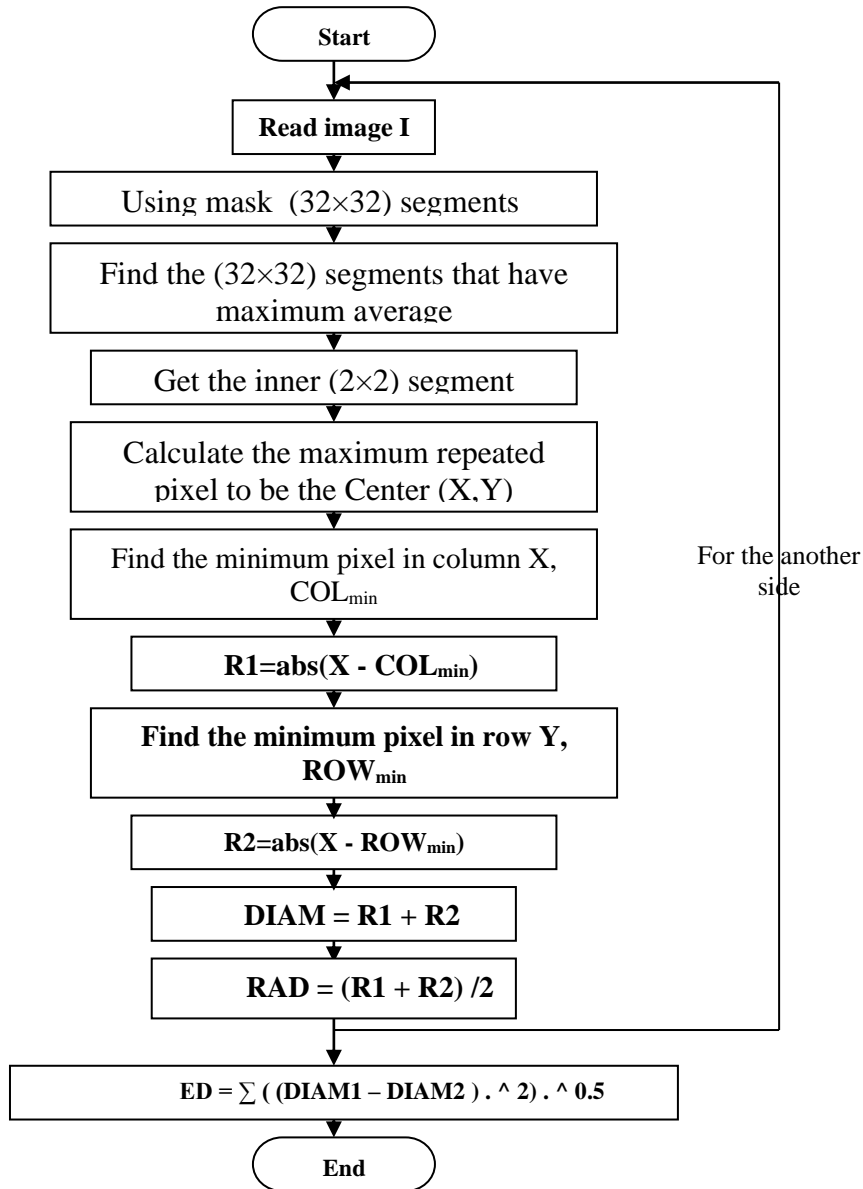 Start
Read image I
Using mask (32×32) segments
Find the (32×32) segments that have
maximum average
Get the inner (2×2) segment
Calculate the maximum repeated
pixel to be the Center (X,Y)
Find the minimum pixel in column X,
COLmin
R1=abs(X - COLmin)
Find the minimum pixel in row Y,
ROWmin
R2=abs(X - ROWmin)
DIAM = R1 + R2
RAD = (R1 + R2) /2
For the another
side
ED = ∑ ( (DIAM1 – DIAM2 ) . ^ 2) . ^ 0.5
End